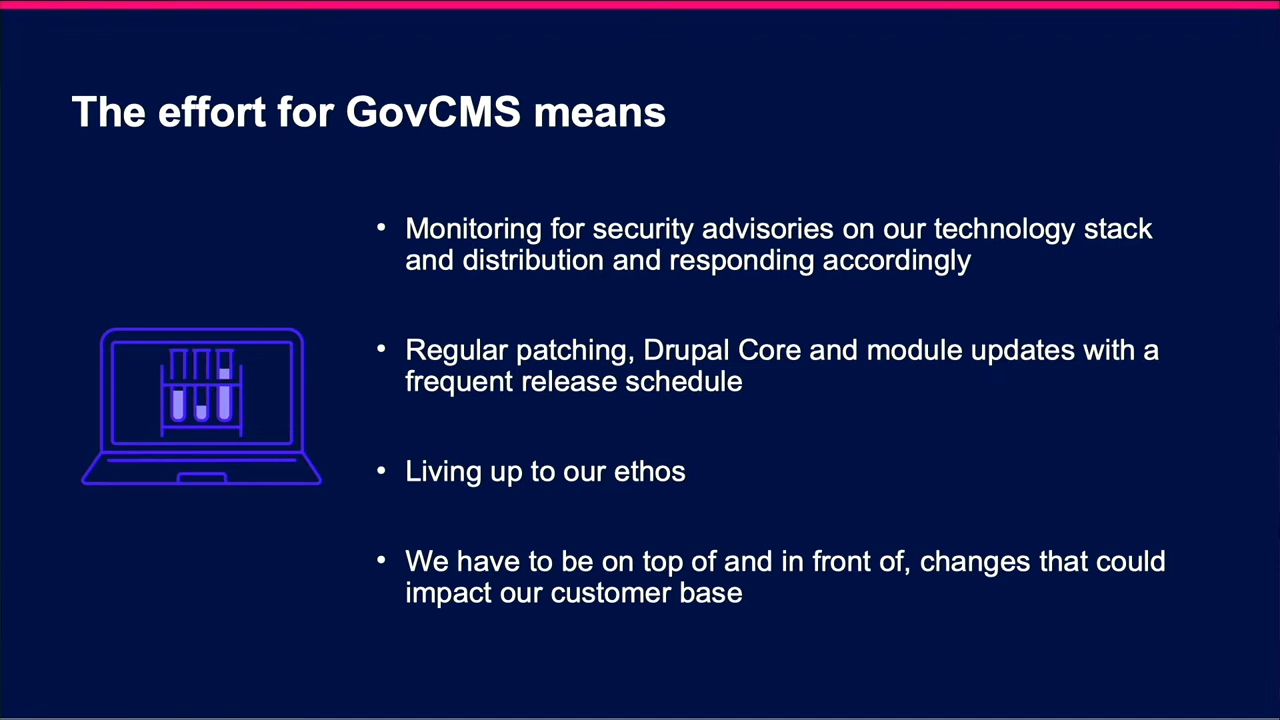 The effort for GovCMS means
• Monitoring for security advisories on our technology stack
and distribution and responding accordingly
• Regular patching, Drupal Core and module updates with a
frequent release schedule
• Living up to our ethos
• We have to be on top of and in front of, changes that could
impact our customer base